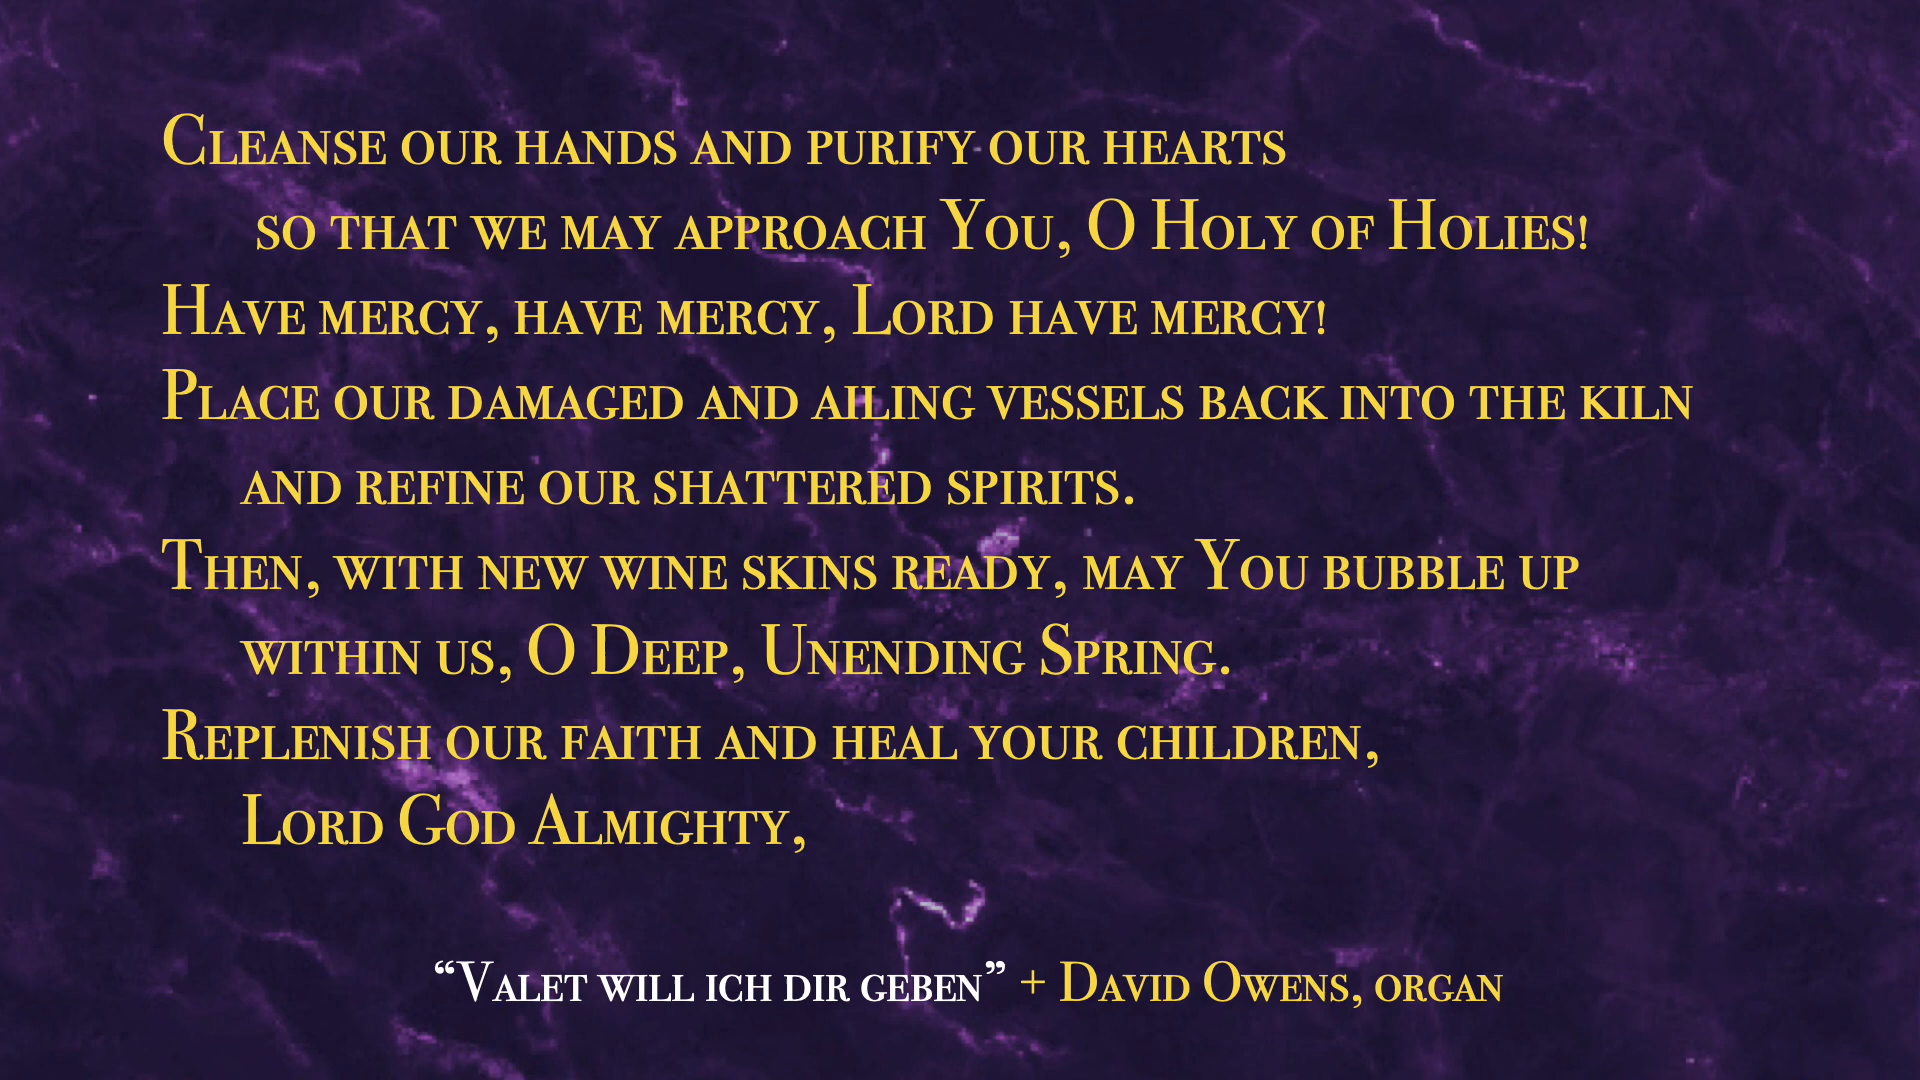 Cleanse our hands and purify our hearts
so that we may approach You, O Holy of Holies!
Have mercy, have mercy, Lord have mercy!
Place our damaged and ailing vessels back into the kiln
and refine our shattered spirits.
Then, with new wine skins ready, may You bubble up
within us, O Deep, Unending Spring.
Replenish our faith and heal your children,
Lord God Almighty,
“Valet will ich dir geben” + David Owens, organ